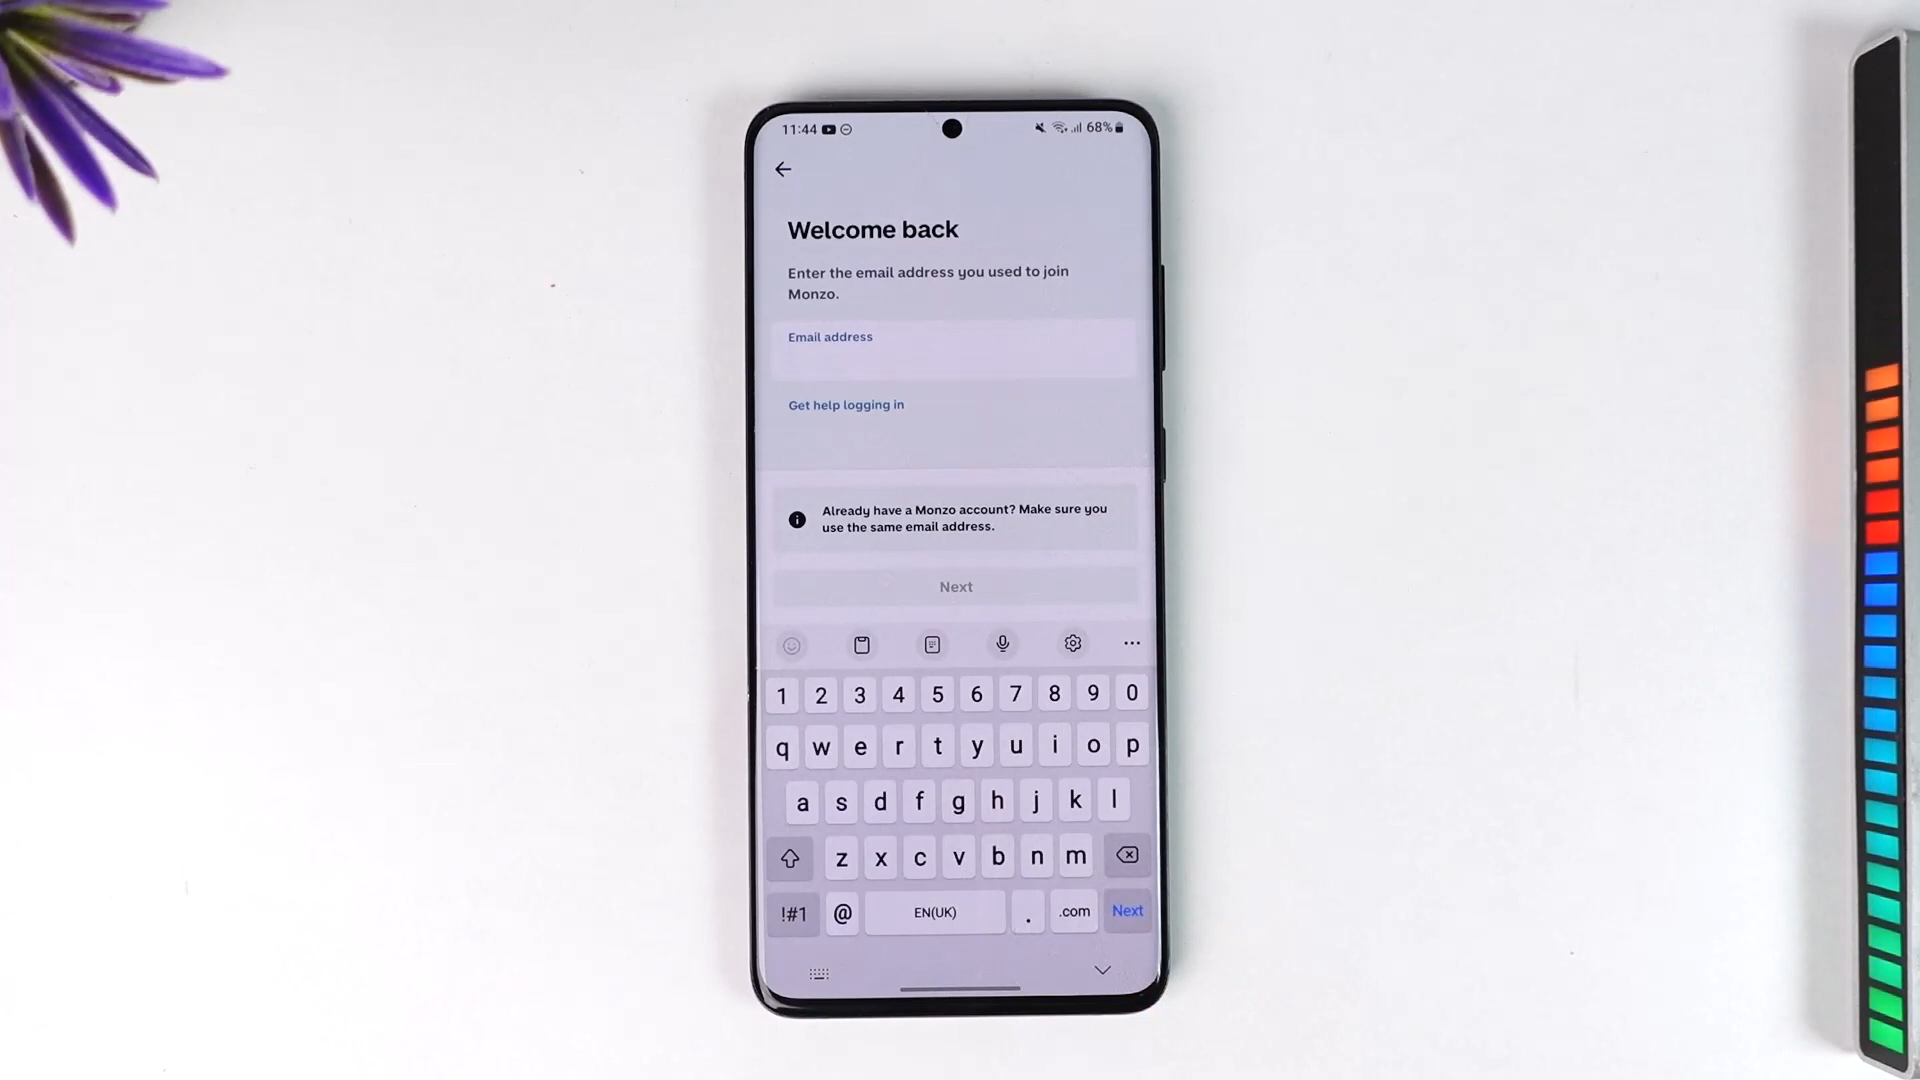 11:44 68%
Welcome back
Enter the email address you used to join
Monzo.
Email address
Get help logging in
Already have a Monzo account? Make sure you
use the same email address.
Next
1 2 3 4 5 6 7 8 9 0
q w e r t y u i o p
a s d f g h j k l
z x c v b n m
!#1 @ EN(UK) . .com Next